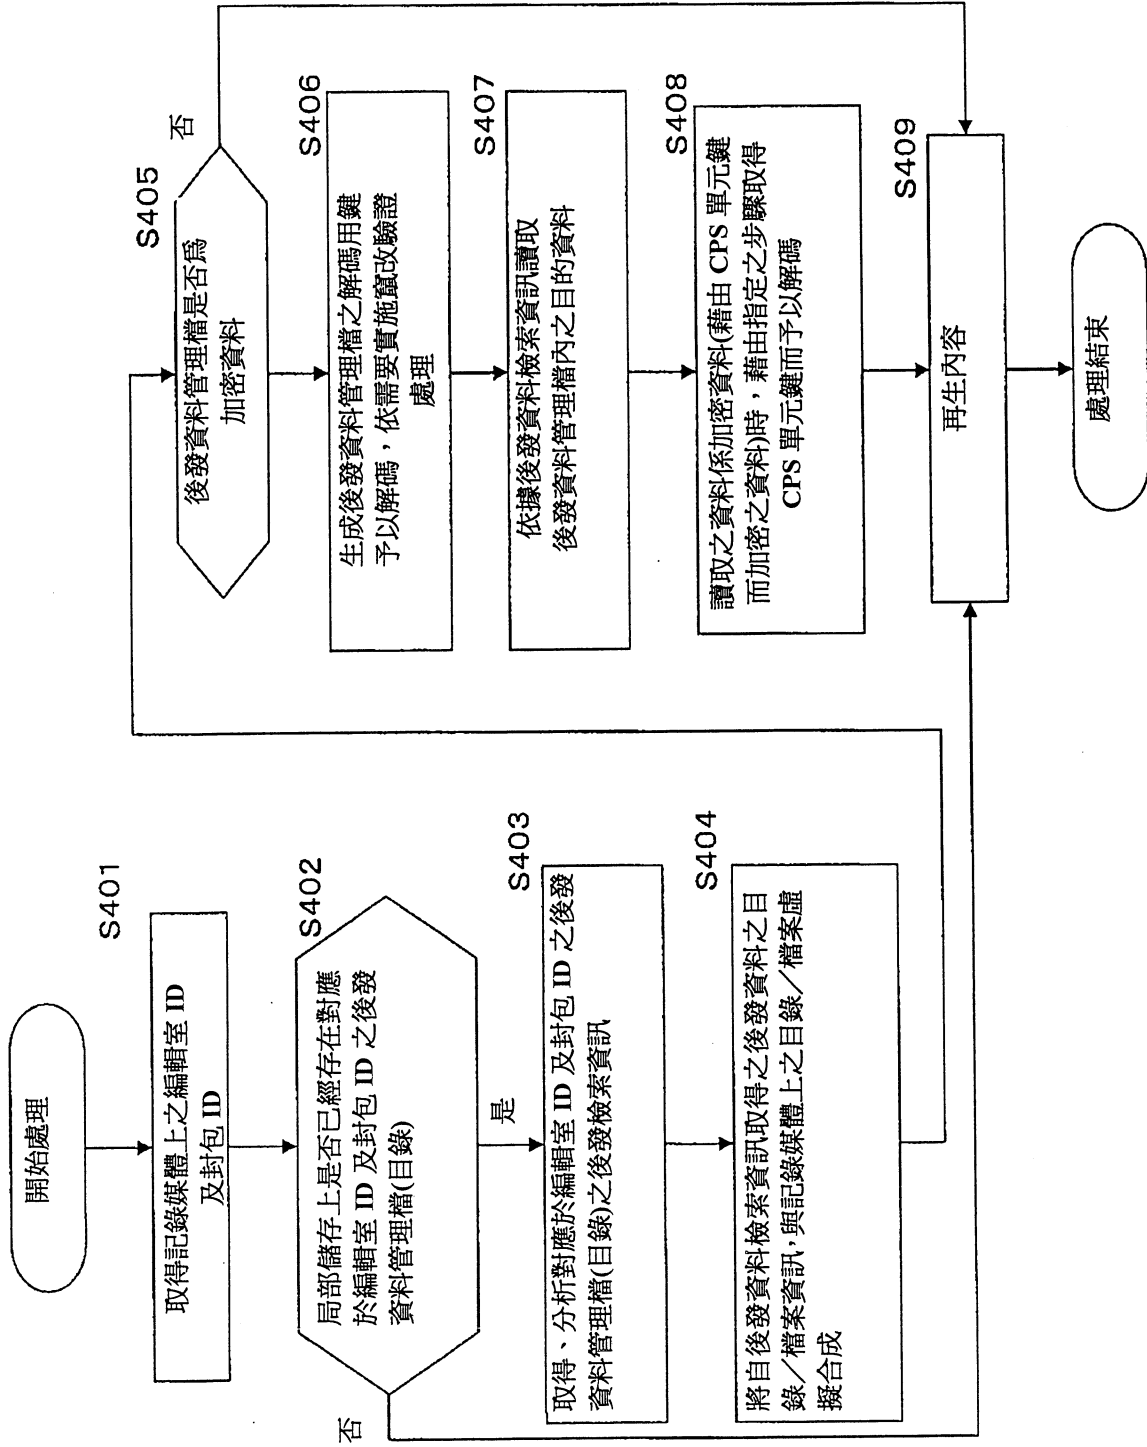 開始處理
S401
取得記錄媒體上之編輯室 ID
及封包 ID
S402
局部儲存上是否已經存在對應
於編輯室 ID 及封包 ID 之後發
資料管理檔(目錄)
否
是
S403
取得、分析對應於編輯室 ID 及封包 ID 之後發
資料管理檔(目錄)之後發檢索資訊
S404
將自後發資料檢索資訊取得之後發資料之目
錄／檔案資訊,與記錄媒體上之目錄／檔案虛
擬合成
S405
後發資料管理檔是否爲
加密資料
否
S406
生成後發資料管理檔之解碼用鍵
予以解碼，依需要實施竄改驗證
處理
S407
依據後發資料檢索資訊讀取
後發資料管理檔內之目的資料
S408
讀取之資料係加密資料(藉由 CPS 單元鍵
而加密之資料)時，藉由指定之步驟取得
CPS 單元鍵而予以解碼
S409
再生內容
處理結束